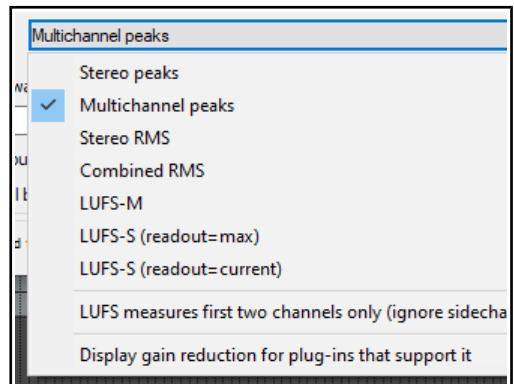 Multichannel peaks
Stereo peaks
Multichannel peaks
Stereo RMS
Combined RMS
LUFS-M
LUFS-S (readout=max)
LUFS-S (readout=current)
LUFS measures first two channels only (ignore sidecha
Display gain reduction for plug-ins that support it